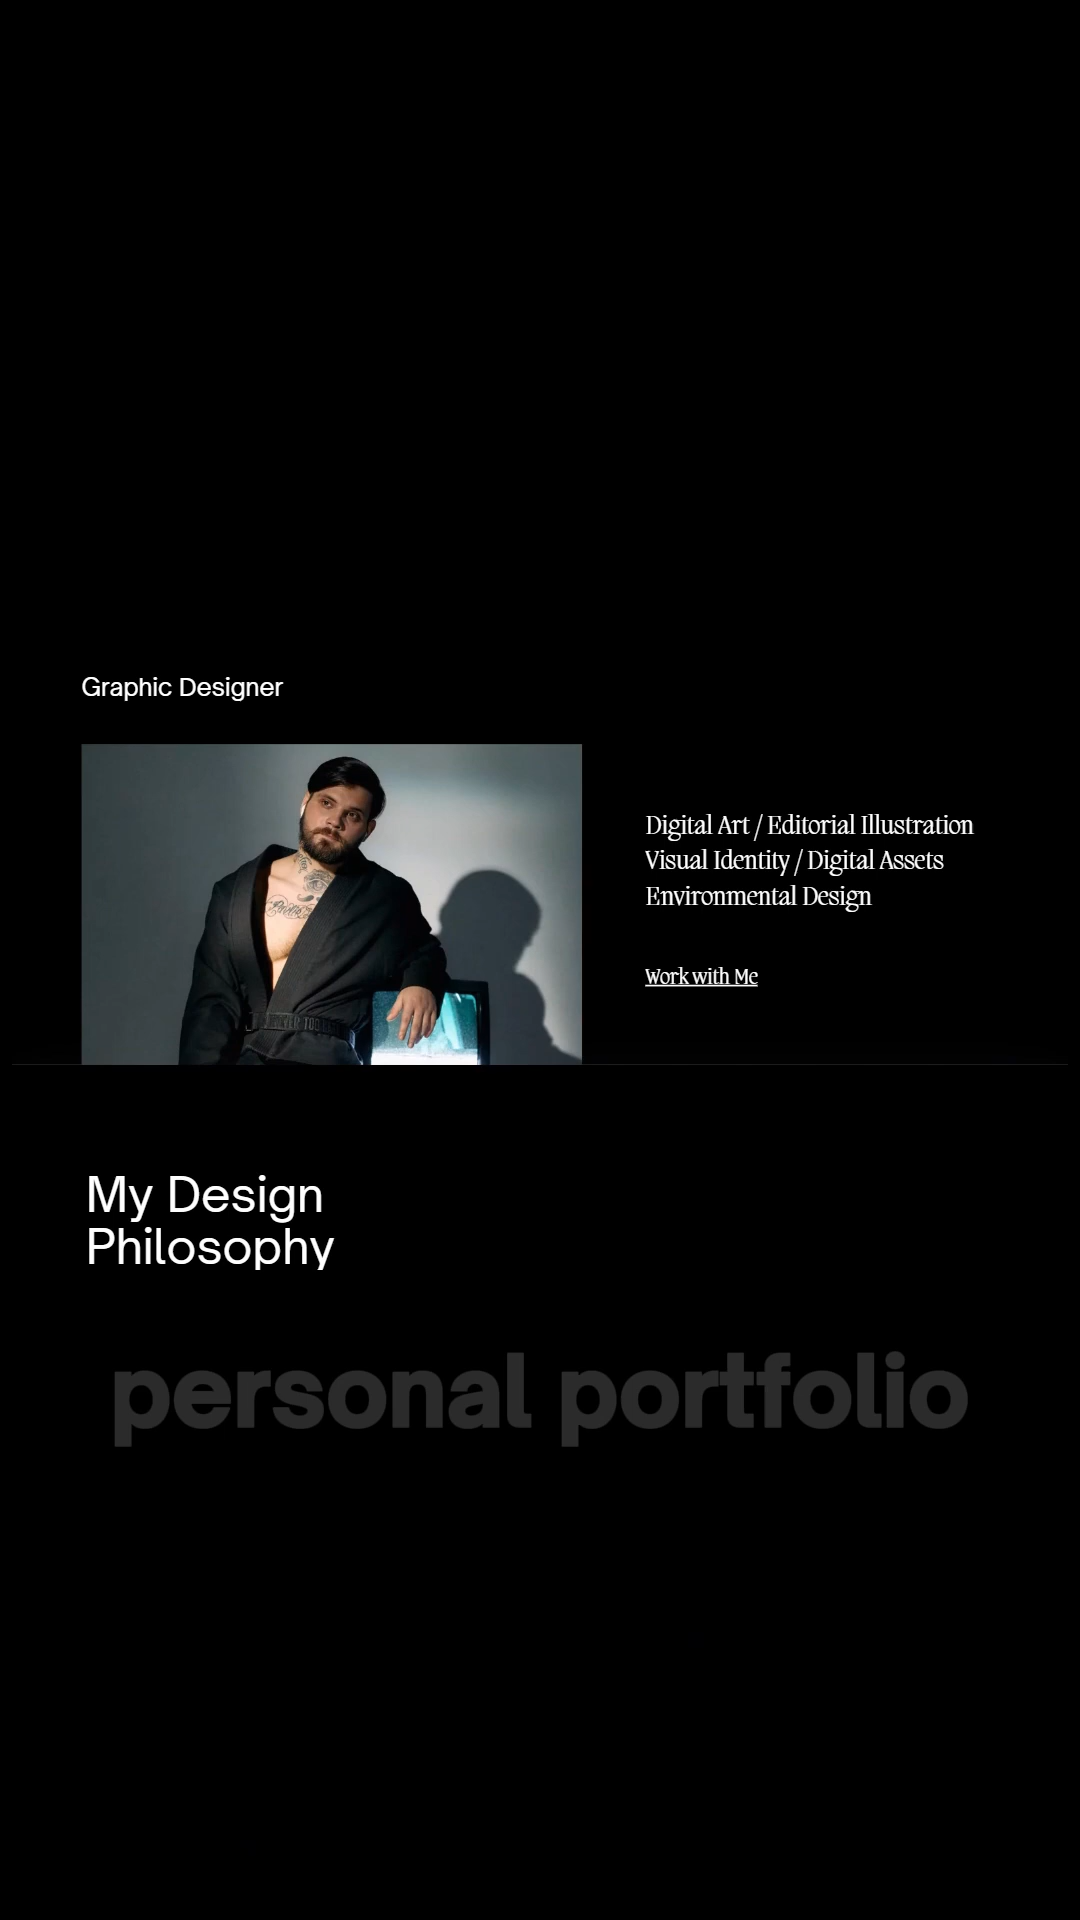 Graphic Designer
Digital Art / Editorial Illustration
Visual Identity / Digital Assets
Environmental Design
Work with Me
My Design
Philosophy
personal portfolio